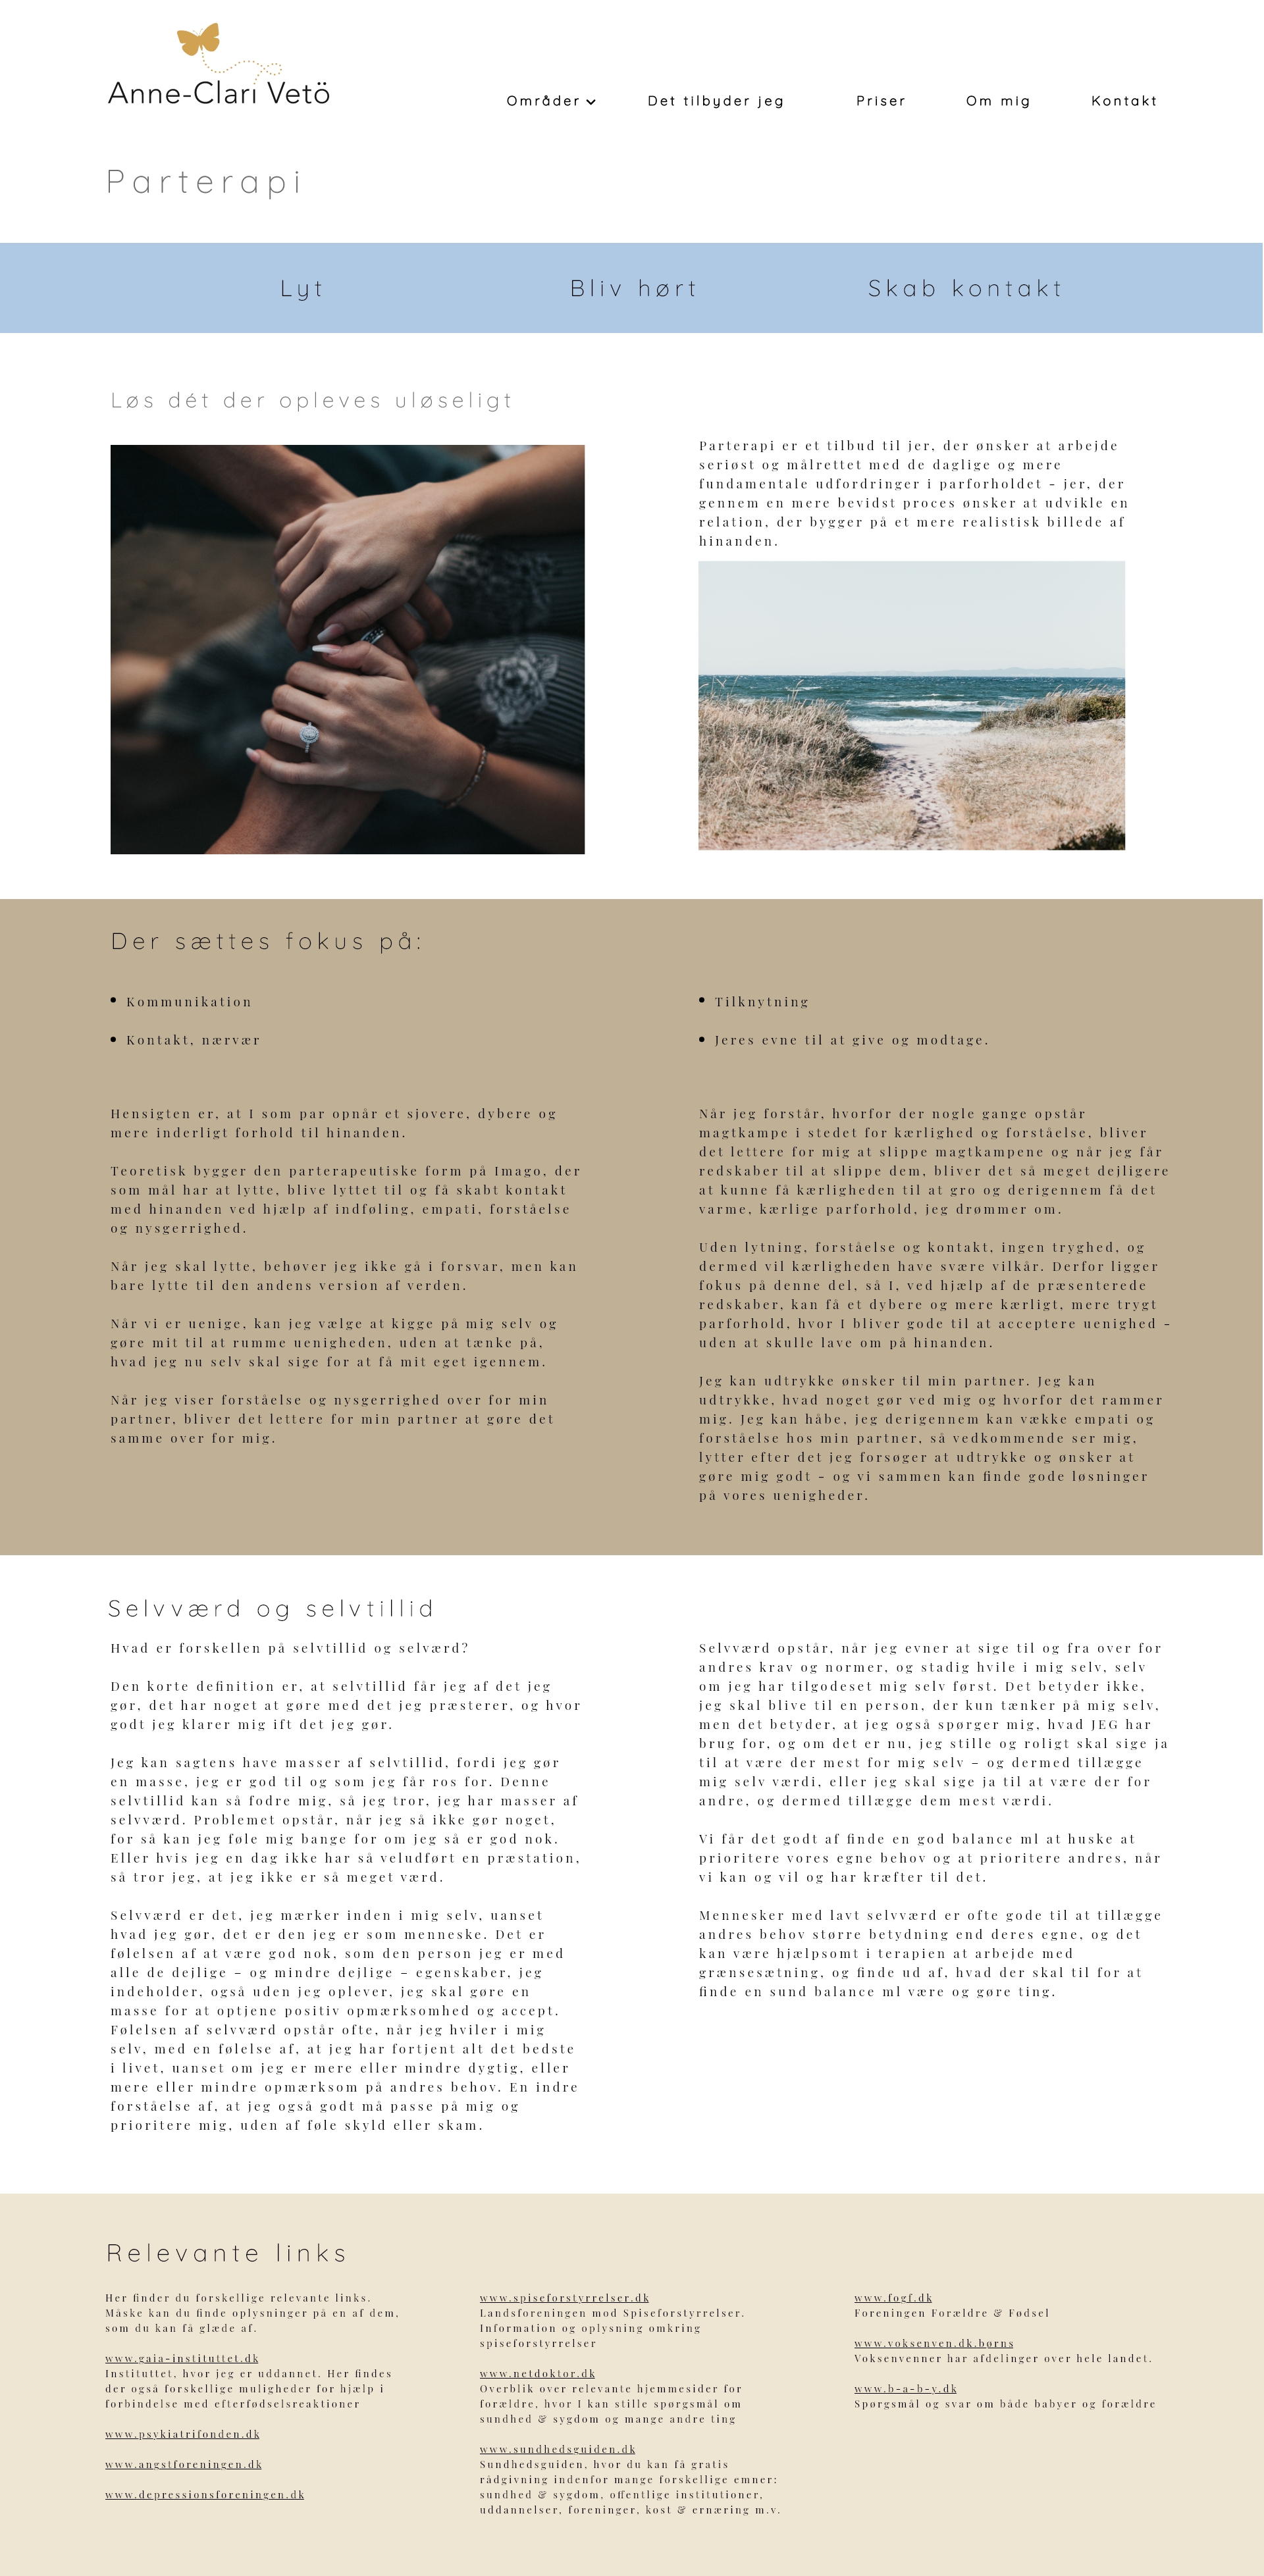 Anne-Clari Vetö
Områder
Det tilbyder jeg
Priser
Om mig
Kontakt
Parterapi
Lyt
Bliv hørt
Skab kontakt
Løs dét der opleves uløseligt
Parterapi er et tilbud til jer, der ønsker at arbejde
seriøst og målrettet med de daglige og mere
fundamentale udfordringer i parforholdet - jer, der
gennem en mere bevidst proces ønsker at udvikle en
relation, der bygger på et mere realistisk billede af
hinanden.
Der sættes fokus på:
• Kommunikation
• Kontakt, nærvær
• Tilknytning
• Jeres evne til at give og modtage.
Hensigten er, at I som par opnår et sjovere, dybere og
mere inderligt forhold til hinanden.
Teoretisk bygger den parterapeutiske form på Imago, der
som mål har at lytte, blive lyttet til og få skabt kontakt
med hinanden ved hjælp af indføling, empati, forståelse
og nysgerrighed.
Når jeg skal lytte, behøver jeg ikke gå i forsvar, men kan
bare lytte til den andens version af verden.
Når vi er uenige, kan jeg vælge at kigge på mig selv og
gøre mit til at rumme uenigheden, uden at tænke på,
hvad jeg nu selv skal sige for at få mit eget igennem.
Når jeg viser forståelse og nysgerrighed over for min
partner, bliver det lettere for min partner at gøre det
samme over for mig.
Når jeg forstår, hvorfor der nogle gange opstår
magtkampe i stedet for kærlighed og forståelse, bliver
det lettere for mig at slippe magtkampene og når jeg får
redskaber til at slippe dem, bliver det så meget dejligere
at kunne få kærligheden til at gro og derigennem få det
varme, kærlige parforhold, jeg drømmer om.
Uden lytning, forståelse og kontakt, ingen tryghed, og
dermed vil kærligheden have svære vilkår. Derfor ligger
fokus på denne del, så I, ved hjælp af de præsenterede
redskaber, kan få et dybere og mere kærligt, mere trygt
parforhold, hvor I bliver gode til at acceptere uenighed -
uden at skulle lave om på hinanden.
Jeg kan udtrykke ønsker til min partner. Jeg kan
udtrykke, hvad noget gør ved mig og hvorfor det rammer
mig. Jeg kan håbe, jeg derigennem kan vække empati og
forståelse hos min partner, så vedkommende ser mig,
lytter efter det jeg forsøger at udtrykke og ønsker at
gøre mig godt - og vi sammen kan finde gode løsninger
på vores uenigheder.
Selvværd og selvtillid
Hvad er forskellen på selvtillid og selværd?
Den korte definition er, at selvtillid får jeg af det jeg
gør, det har noget at gøre med det jeg præsterer, og hvor
godt jeg klarer mig ift det jeg gør.
Jeg kan sagtens have masser af selvtillid, fordi jeg gør
en masse, jeg er god til og som jeg får ros for. Denne
selvtillid kan så fodre mig, så jeg tror, jeg har masser af
selvværd. Problemet opstår, når jeg så ikke gør noget,
for så kan jeg føle mig bange for om jeg så er god nok.
Eller hvis jeg en dag ikke har så veludført en præstation,
så tror jeg, at jeg ikke er så meget værd.
Selvværd er det, jeg mærker inden i mig selv, uanset
hvad jeg gør, det er den jeg er som menneske. Det er
følelsen af at være god nok, som den person jeg er med
alle de dejlige – og mindre dejlige – egenskaber, jeg
indeholder, også uden jeg oplever, jeg skal gøre en
masse for at optjene positiv opmærksomhed og accept.
Følelsen af selvværd opstår ofte, når jeg hviler i mig
selv, med en følelse af, at jeg har fortjent alt det bedste
i livet, uanset om jeg er mere eller mindre dygtig, eller
mere eller mindre opmærksom på andres behov. En indre
forståelse af, at jeg også godt må passe på mig og
prioritere mig, uden af føle skyld eller skam.
Selvværd opstår, når jeg evner at sige til og fra over for
andres krav og normer, og stadig hvile i mig selv, selv
om jeg har tilgodeset mig selv først. Det betyder ikke,
jeg skal blive til en person, der kun tænker på mig selv,
men det betyder, at jeg også spørger mig, hvad JEG har
brug for, og om det er nu, jeg stille og roligt skal sige ja
til at være der mest for mig selv – og dermed tillægge
mig selv værdi, eller jeg skal sige ja til at være der for
andre, og dermed tillægge dem mest værdi.
Vi får det godt af finde en god balance ml at huske at
prioritere vores egne behov og at prioritere andres, når
vi kan og vil og har kræfter til det.
Mennesker med lavt selvværd er ofte gode til at tillægge
andres behov større betydning end deres egne, og det
kan være hjælpsomt i terapien at arbejde med
grænsesætning, og finde ud af, hvad der skal til for at
finde en sund balance ml være og gøre ting.
Relevante links
Her finder du forskellige relevante links.
Måske kan du finde oplysninger på en af dem,
som du kan få glæde af.
www.gaia-instituttet.dk
Instituttet, hvor jeg er uddannet. Her findes
der også forskellige muligheder for hjælp i
forbindelse med efterfødselsreaktioner
www.psykiatrifonden.dk
www.angstforeningen.dk
www.depressionsforeningen.dk
www.spiseforstyrrelser.dk
Landsforeningen mod Spiseforstyrrelser.
Information og oplysning omkring
spiseforstyrrelser
www.netdoktor.dk
Overblik over relevante hjemmesider for
forældre, hvor I kan stille spørgsmål om
sundhed & sygdom og mange andre ting
www.sundhedsguiden.dk
Sundhedsguiden, hvor du kan få gratis
rådgivning indenfor mange forskellige emner:
sundhed & sygdom, offentlige institutioner,
uddannelser, foreninger, kost & ernæring m.v.
www.fogf.dk
Foreningen Forældre & Fødsel
www.voksenven.dk.børns
Voksenvenner har afdelinger over hele landet.
www.b-a-b-y.dk
Spørgsmål og svar om både babyer og forældre